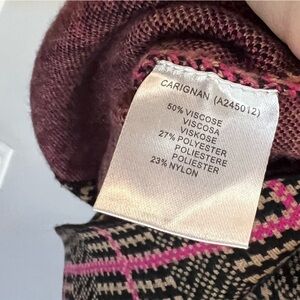 CARIGNAN (A245012)
50% VISCOSE
VISCOSA
VISKOSE
27% POLYESTER
POLIESTERE
POLIESTER
23% NYLON